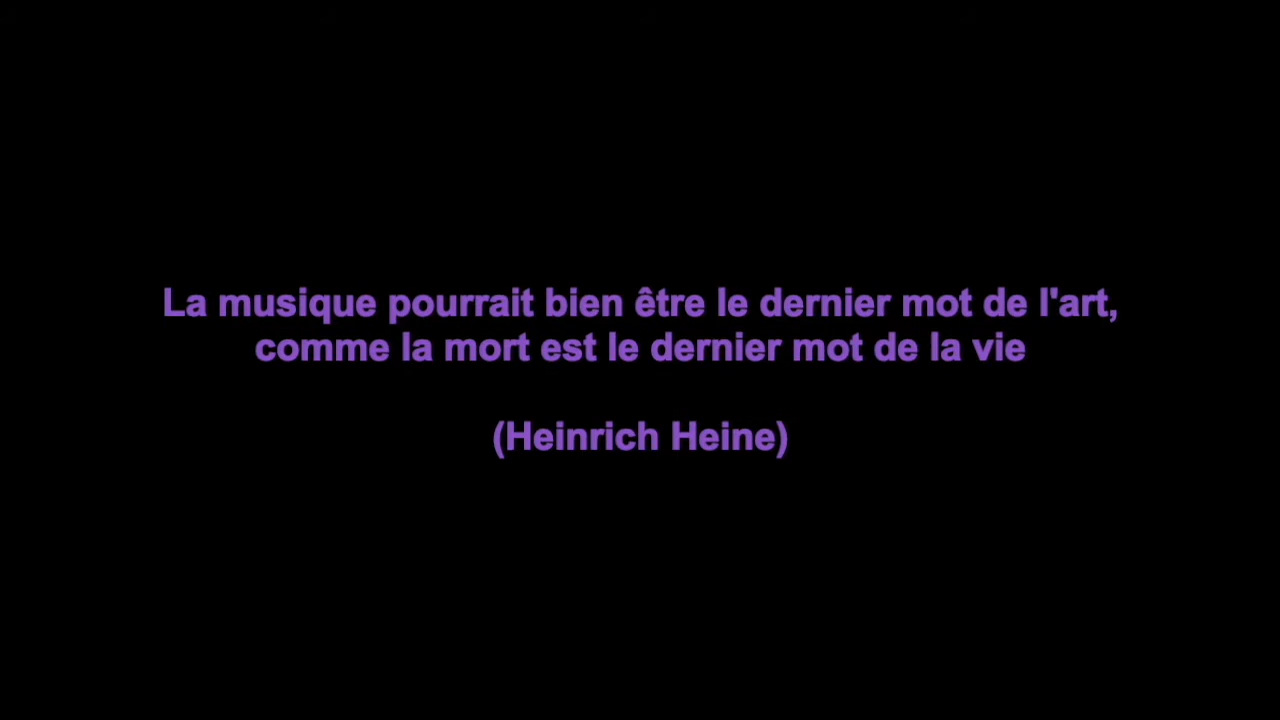 La musique pourrait bien être le dernier mot de l'art,
comme la mort est le dernier mot de la vie
(Heinrich Heine)